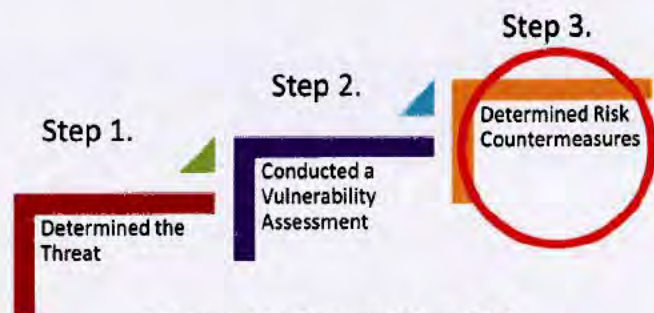 Step 1.
Determined the
Threat
Step 2.
Conducted a
Vulnerability
Assessment
Step 3.
Determined Risk
Countermeasures